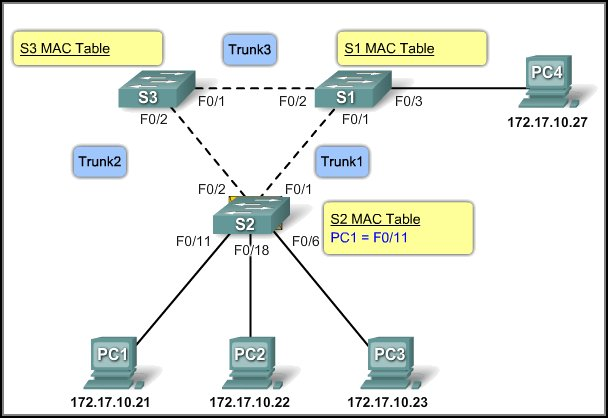 S3 MAC Table
Trunk3
S1 MAC Table
S3
F0/1
F0/2
S1
F0/3
PC4
F0/2
F0/1
172.17.10.27
Trunk2
Trunk1
F0/2
F0/1
S2
S2 MAC Table
PC1 = F0/11
F0/11
F0/18
F0/6
PC1
PC2
PC3
172.17.10.21
172.17.10.22
172.17.10.23